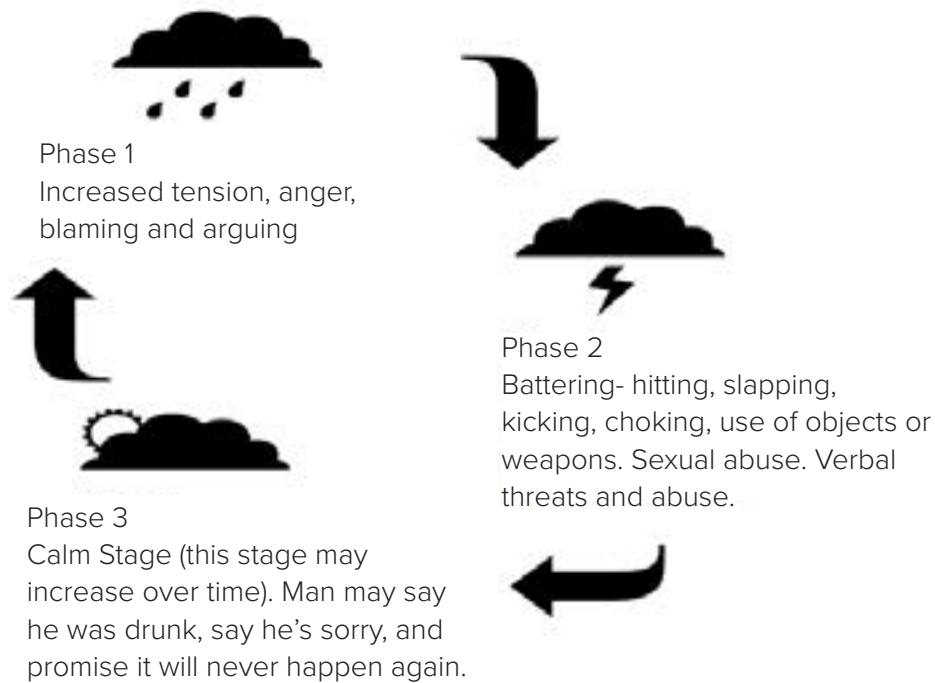 Phase 1
Increased tension, anger,
blaming and arguing
Phase 2
Battering- hitting, slapping,
kicking, choking, use of objects or
weapons. Sexual abuse. Verbal
threats and abuse.
Phase 3
Calm Stage (this stage may
increase over time). Man may say
he was drunk, say he’s sorry, and
promise it will never happen again.